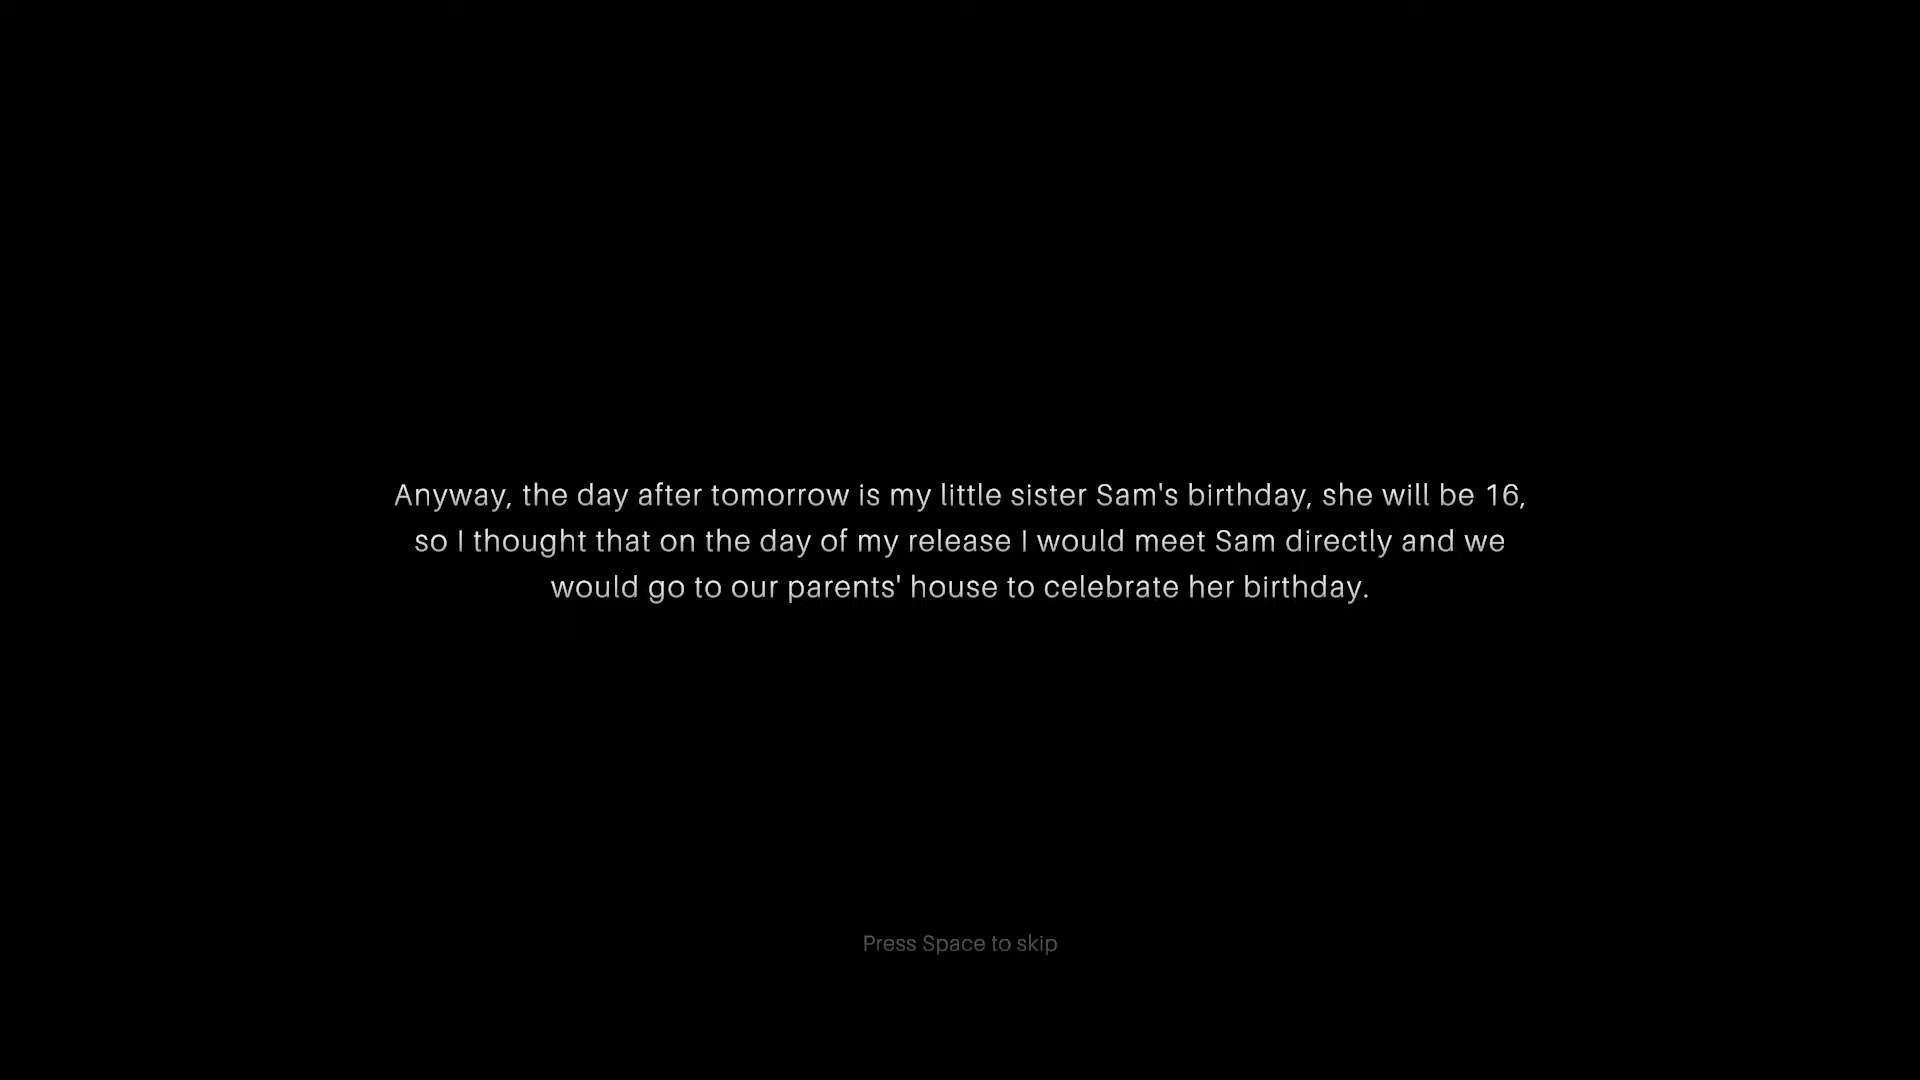 Anyway, the day after tomorrow is my little sister Sam's birthday, she will be 16,
so I thought that on the day of my release I would meet Sam directly and we
would go to our parents' house to celebrate her birthday.
Press Space to skip